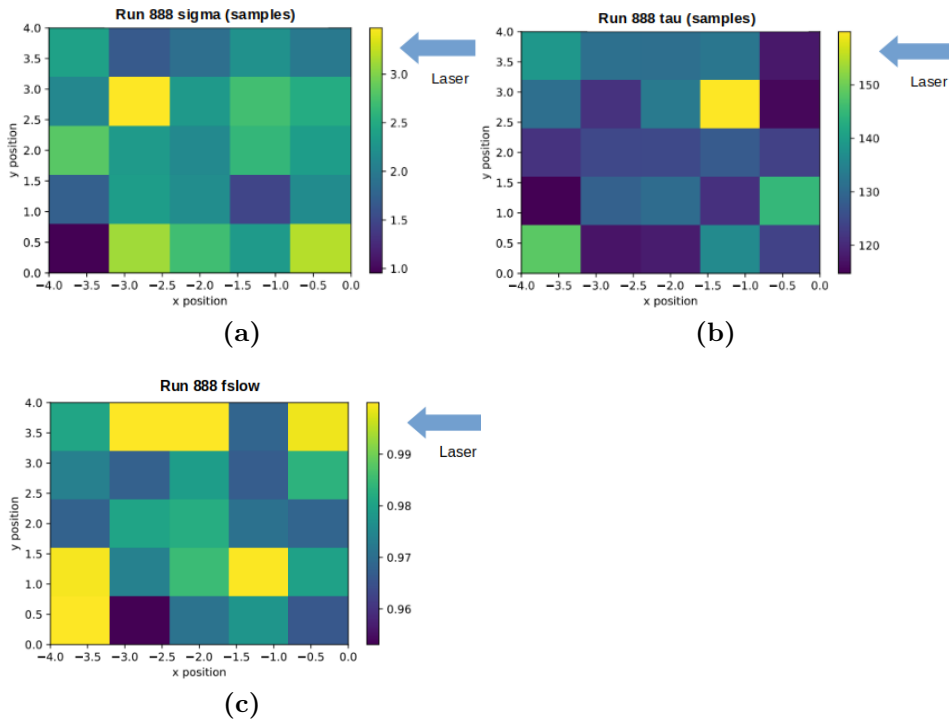 Run 888 sigma (samples)
4.0
3.5
3.0
2.5
2.0
1.5
1.0
0.5
0.0
y position
−4.0 −3.5 −3.0 −2.5 −2.0 −1.5 −1.0 −0.5 0.0
x position
3.0
2.5
2.0
1.5
1.0
Laser
(a)
Run 888 tau (samples)
4.0
3.5
3.0
2.5
2.0
1.5
1.0
0.5
0.0
y position
−4.0 −3.5 −3.0 −2.5 −2.0 −1.5 −1.0 −0.5 0.0
x position
150
140
130
120
Laser
(b)
Run 888 fslow
4.0
3.5
3.0
2.5
2.0
1.5
1.0
0.5
0.0
y position
−4.0 −3.5 −3.0 −2.5 −2.0 −1.5 −1.0 −0.5 0.0
x position
0.99
0.98
0.97
0.96
Laser
(c)